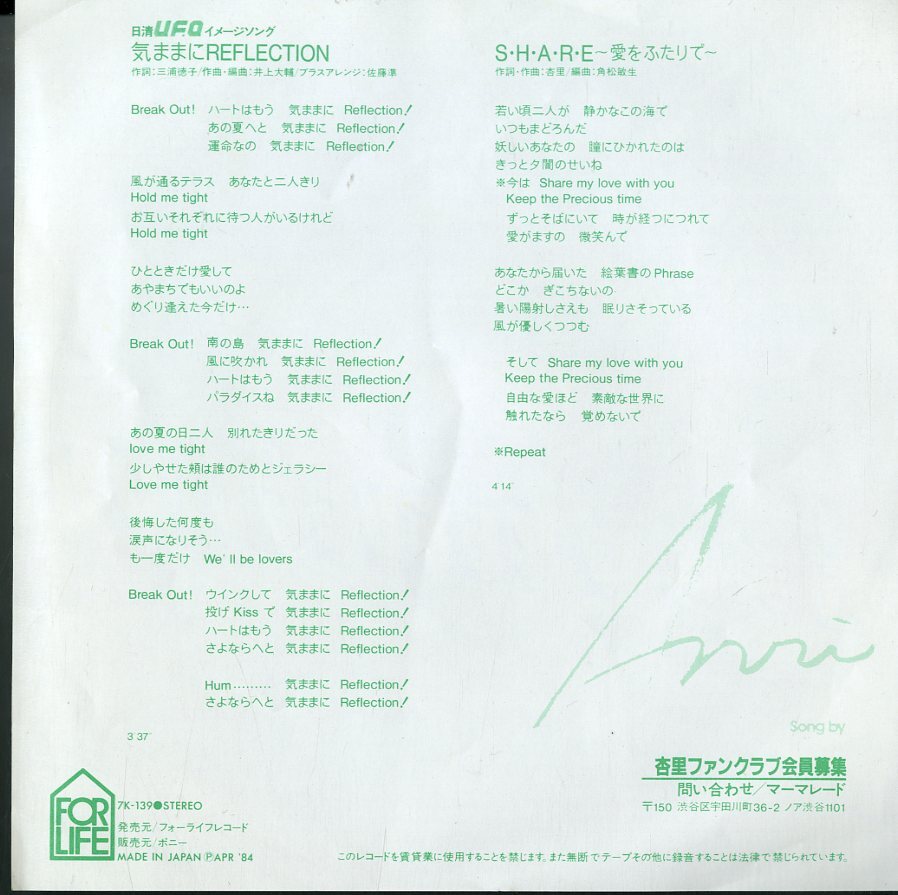 日清UFOイメージソング
気ままにREFLECTION
作詞:三浦徳子/作曲・編曲:井上大輔/ブラスアレンジ:佐藤準
Break Out! ハートはもう 気ままに Reflection!
あの夏へと 気ままに Reflection!
運命なの 気ままに Reflection!
風が通るテラス あなたと二人きり
Hold me tight
お互いそれぞれに待つ人がいるけれど
Hold me tight
ひとときだけ愛して
あやまちでもいいのよ
めぐり逢えた今だけ…
Break Out! 南の島 気ままに Reflection!
風に吹かれ 気ままに Reflection!
ハートはもう 気ままに Reflection!
パラダイスね 気ままに Reflection!
あの夏の日二人 別れたきりだった
love me tight
少しやせた頬は誰のためとジェラシー
Love me tight
後悔した何度も
涙声になりそう…
も一度だけ We'll be lovers
Break Out! ウインクして 気ままに Reflection!
投げKissで 気ままに Reflection!
ハートはもう 気ままに Reflection!
さよならへと 気ままに Reflection!
Hum......... 気ままに Reflection!
さよならへと 気ままに Reflection!
3'37"
S・H・A・R・E〜愛をふたりで〜
作詞・作曲:杏里/編曲:角松敏生
若い頃二人が 静かなこの海で
いつもまどろんだ
妖しいあなたの 瞳にひかれたのは
きっと夕闇のせいね
※今は Share my love with you
Keep the Precious time
ずっとそばにいて 時が経つにつれて
愛がますの 微笑んで
あなたから届いた 絵葉書のPhrase
どこか ぎこちないの
暑い陽射しさえも 眠りさそっている
風が優しくつつむ
そして Share my love with you
Keep the Precious time
自由な愛ほど 素敵な世界に
触れたなら 覚めないで
※Repeat
4'14"
Anri
Song by
杏里ファンクラブ会員募集
問い合わせ/マーマレード
〒150 渋谷区宇田川町36-2 ノア渋谷1101
FOR LIFE
7K-139●STEREO
発売元/フォーライフレコード
販売元/ポニー
MADE IN JAPAN ⓅAPR '84
このレコードを賃貸業に使用することを禁じます。また無断でテープその他に録音することは法律で禁じられています。